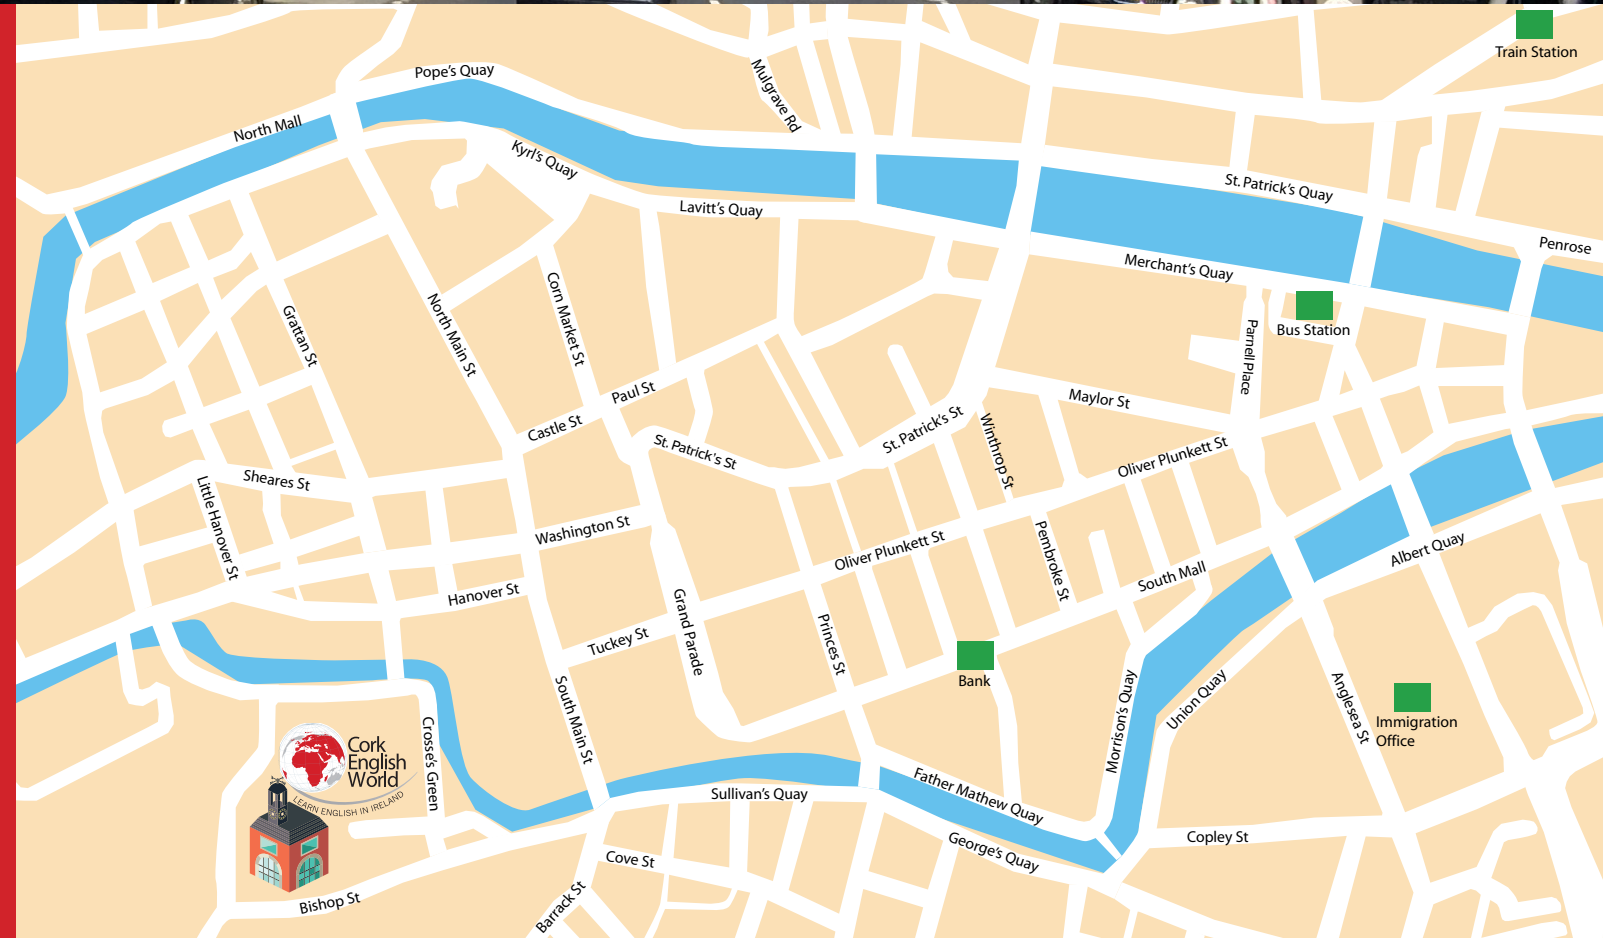 Train Station
Pope's Quay
Mulgrave Rd
North Mall
Kyrl's Quay
St. Patrick's Quay
Lavitt's Quay
Penrose
Merchant's Quay
Bus Station
Corn Market St
North Main St
Grattan St
Parnell Place
Paul St
Maylor St
Castle St
St. Patrick's St
St. Patrick's St
Winthrop St
Oliver Plunkett St
Sheares St
Little Hanover St
Washington St
Oliver Plunkett St
Pembroke St
Albert Quay
South Mall
Hanover St
Grand Parade
Tuckey St
Princes St
Bank
South Main St
Morrison's Quay
Union Quay
Anglesea St
Immigration
Office
Crosse's Green
Cork
English
World
LEARN ENGLISH IN IRELAND
Sullivan's Quay
Father Mathew Quay
George's Quay
Copley St
Cove St
Barrack St
Bishop St